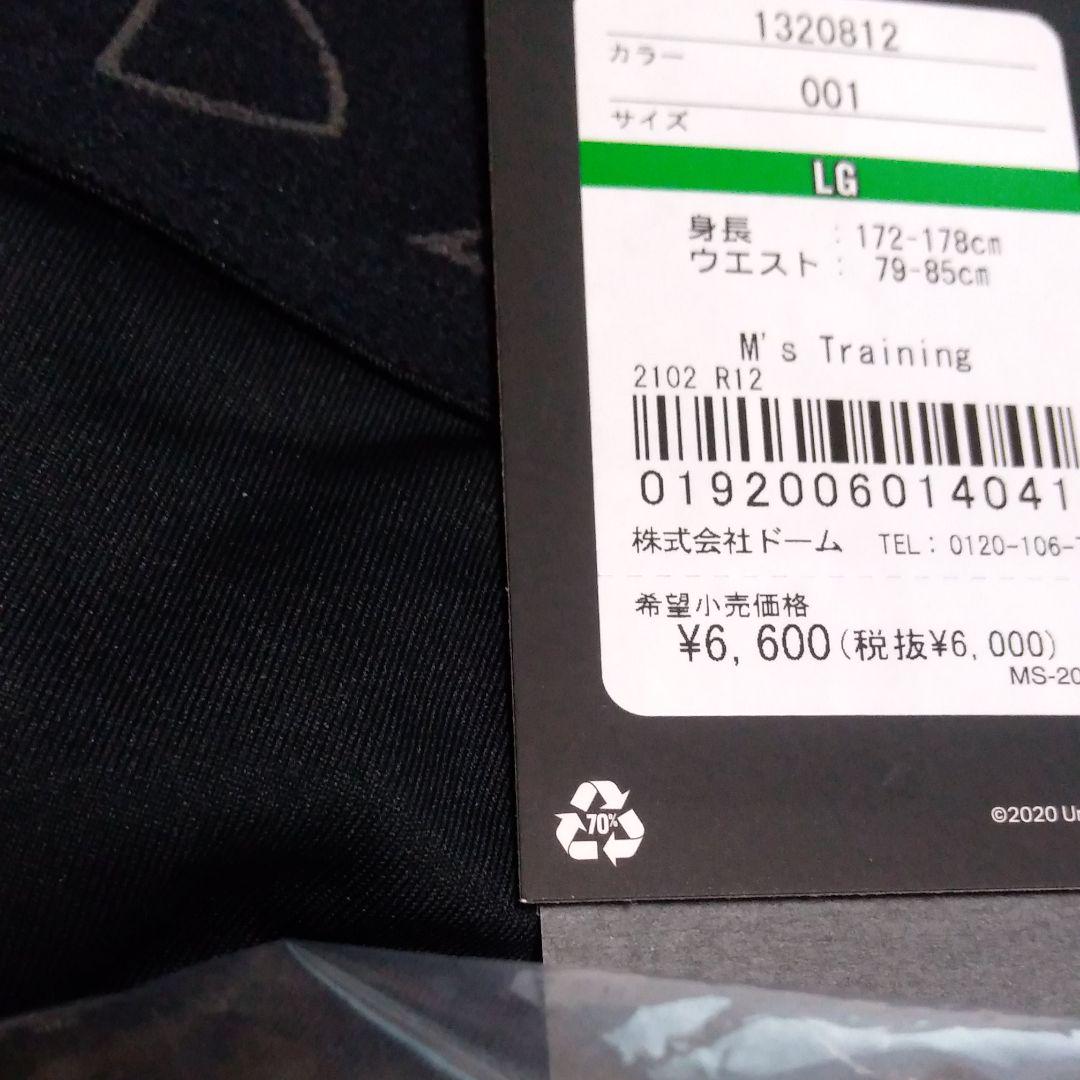 1320812
カラー
001
サイズ
LG
身長 : 172-178cm
ウエスト : 79-85cm
M's Training
2102 R12
0192006014041
株式会社ドーム TEL: 0120-106-
希望小売価格
¥6,600(税抜¥6,000)
MS-20
70%
©2020